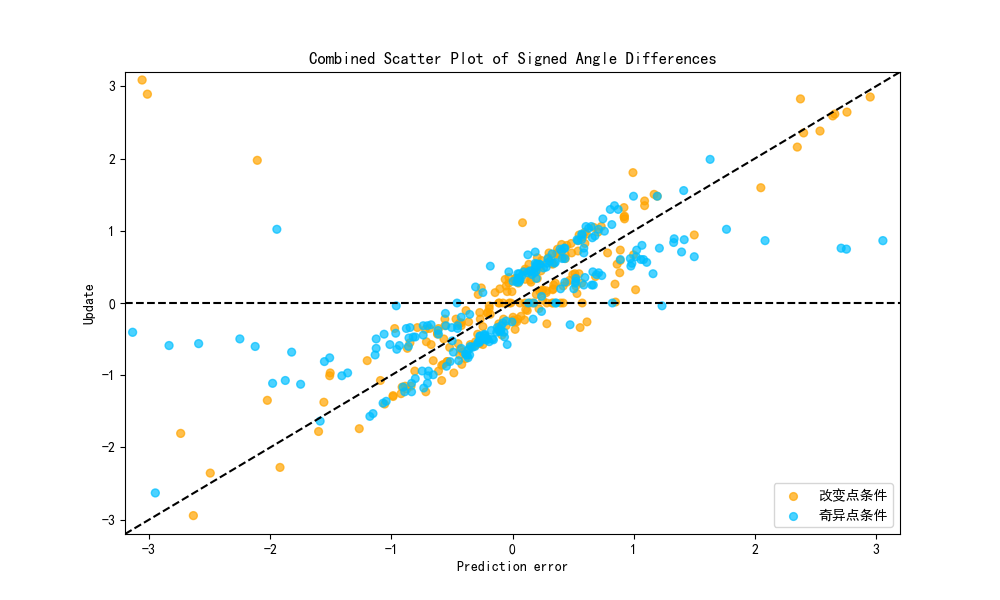 Combined Scatter Plot of Signed Angle Differences
3
2
1
0
−1
−2
−3
Update
−3 −2 −1 0 1 2 3
Prediction error
改变点条件
奇异点条件